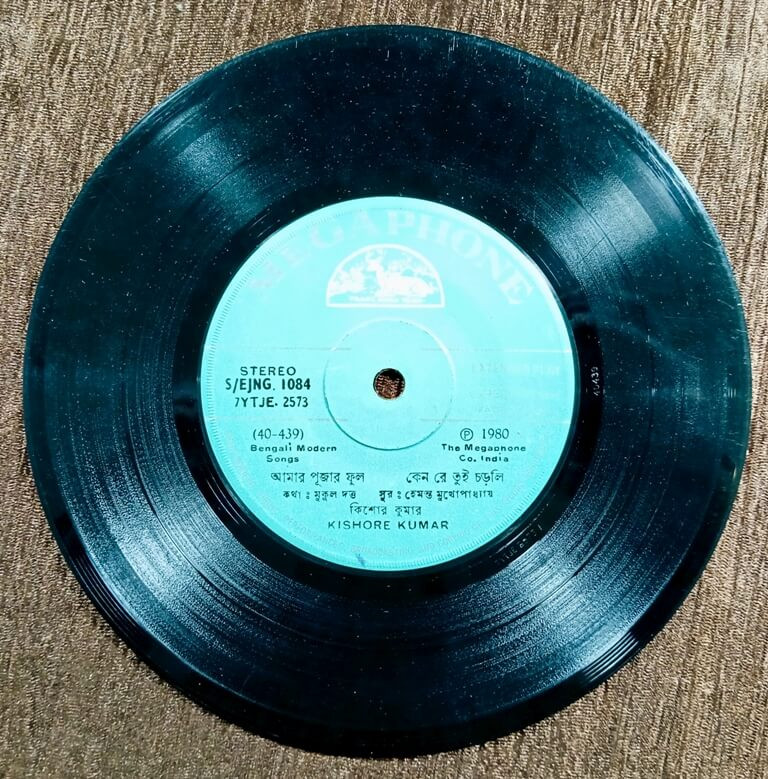 MEGAPHONE
STEREO
S/EJNG. 1084
7YTJE. 2573
(40-439)
Bengali Modern
Songs
℗ 1980
The Megaphone
Co. India
আমার পূজার ফুল কেন রে তুই চড়লি
কথা : মুকুল দত্ত সুর : হেমন্ত মুখোপাধ্যায়
কিশোর কুমার
KISHORE KUMAR